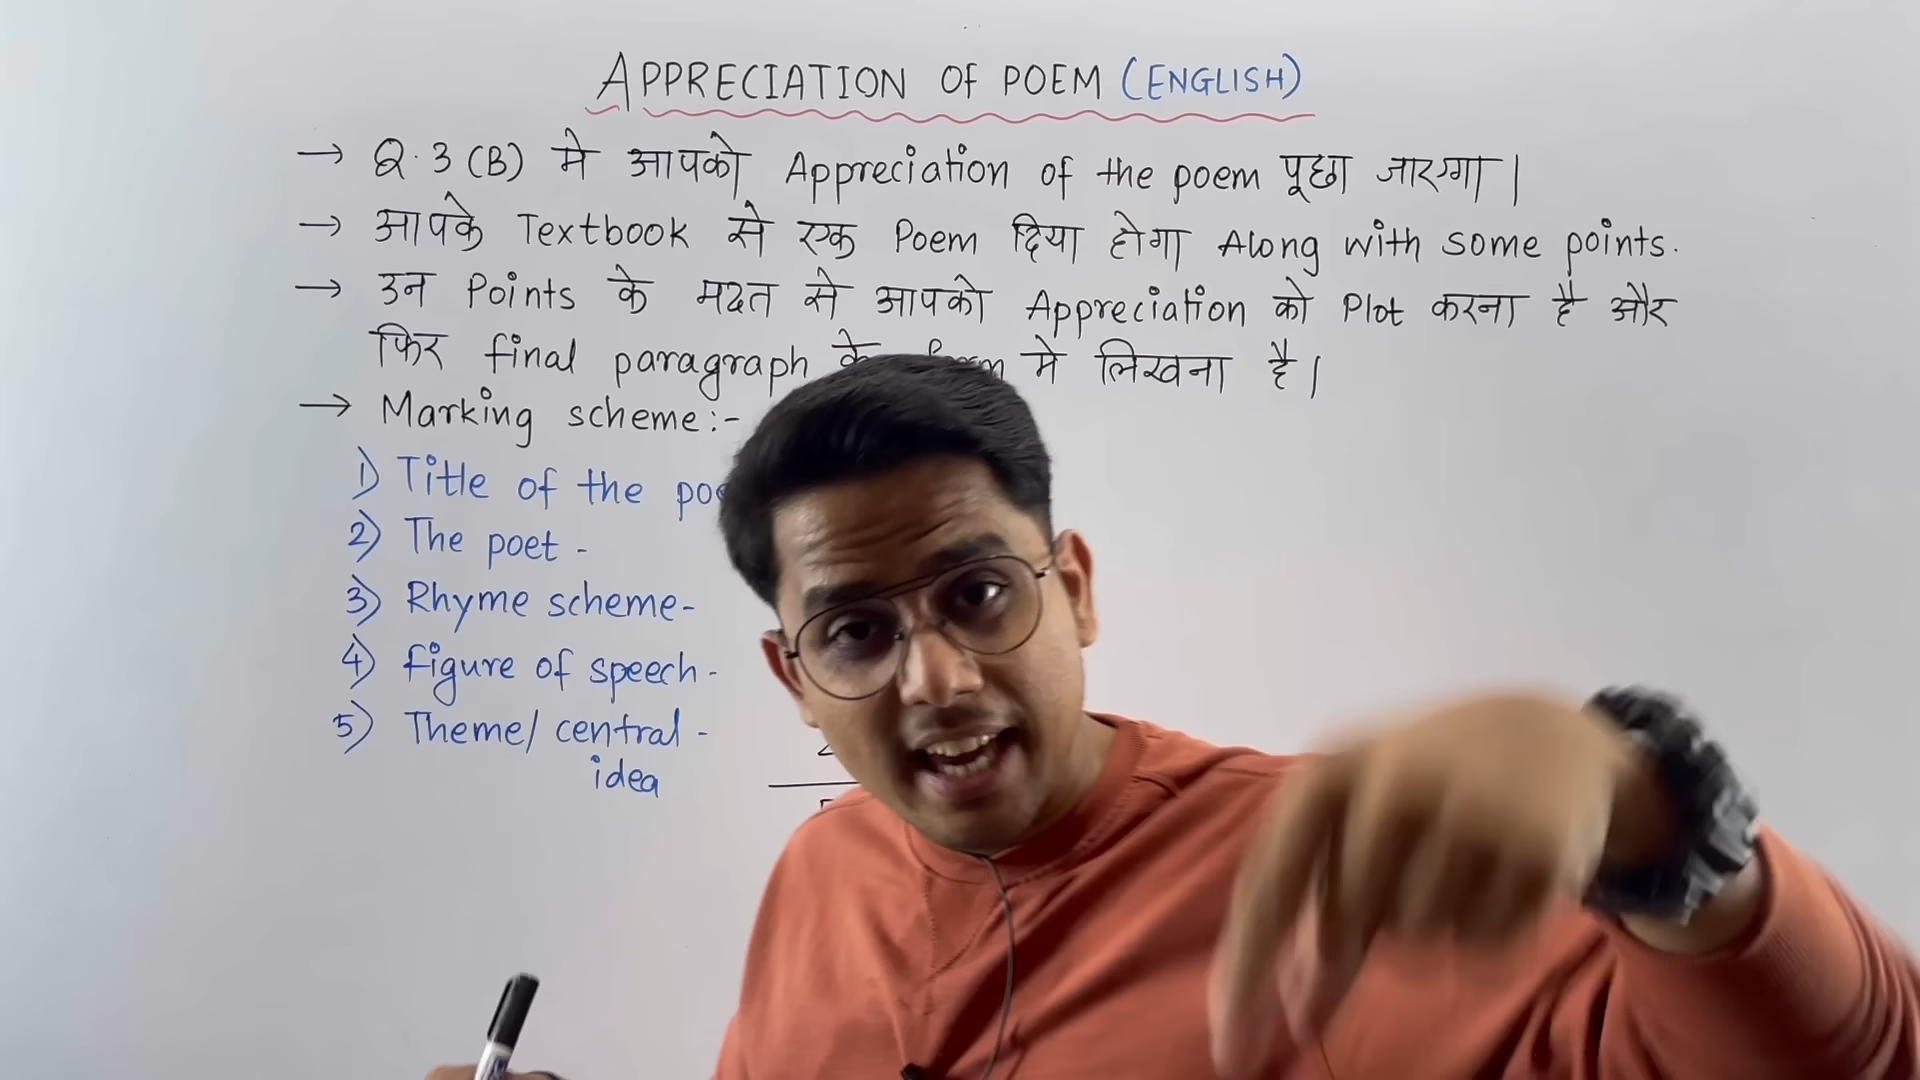 APPRECIATION OF POEM (ENGLISH)
→ Q.3 (B) मे आपको Appreciation of the poem पूछा जाएगा।
→ आपके Textbook से एक Poem दिया होगा Along with some points.
→ उन Points के मदत से आपको Appreciation को Plot करना है और
फिर final paragraph के मे लिखना है।
→ Marking scheme:-
1) Title of the
2) The poet -
3) Rhyme scheme-
4) figure of speech -
5) Theme/ central -
idea